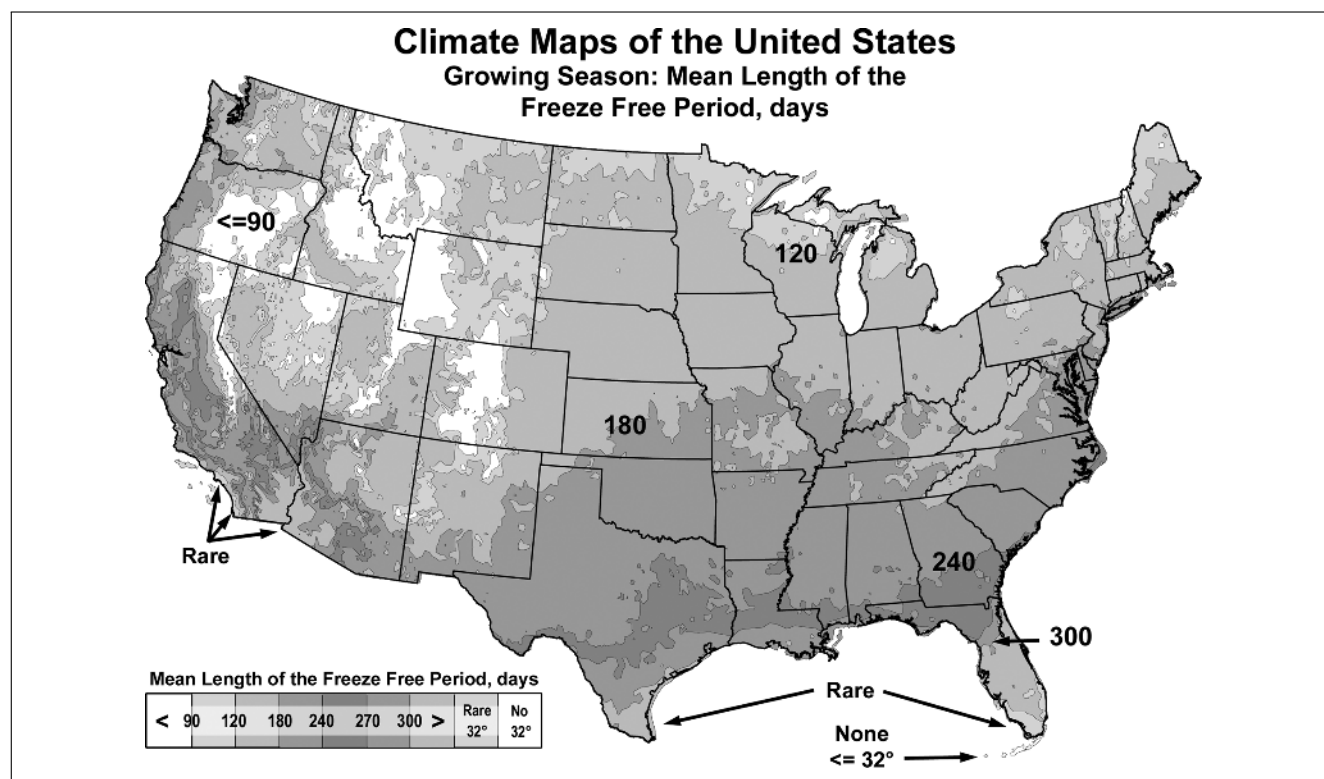 Climate Maps of the United States
Growing Season: Mean Length of the
Freeze Free Period, days
<=90
120
180
240
300
Rare
Rare
None
<= 32°
Mean Length of the Freeze Free Period, days
< 90 120 180 240 270 300 > Rare 32° No 32°